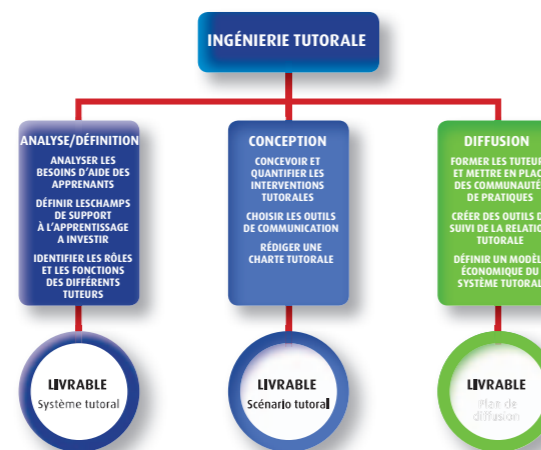 INGÉNIERIE TUTORALE
ANALYSE/DÉFINITION
ANALYSER LES
BESOINS D'AIDE DES
APPRENANTS
DÉFINIR LESCHAMPS
DE SUPPORT
À L'APPRENTISSAGE
A INVESTIR
IDENTIFIER LES RÔLES
ET LES FONCTIONS
DES DIFFÉRENTS
TUTEURS
LIVRABLE
Système tutoral
CONCEPTION
CONCEVOIR ET
QUANTIFIER LES
INTERVENTIONS
TUTORALES
CHOISIR LES OUTILS
DE COMMUNICATION
RÉDIGER UNE
CHARTE TUTORALE
LIVRABLE
Scénario tutoral
DIFFUSION
FORMER LES TUTEUR
ET METTRE EN PLAC
DES COMMUNAUTÉ
DE PRATIQUES
CRÉER DES OUTILS D
SUIVI DE LA RELATIO
TUTORALE
DÉFINIR UN MODÈL
ÉCONOMIQUE DU
SYSTÈME TUTORAL
LIVRABLE
Plan de
diffusion